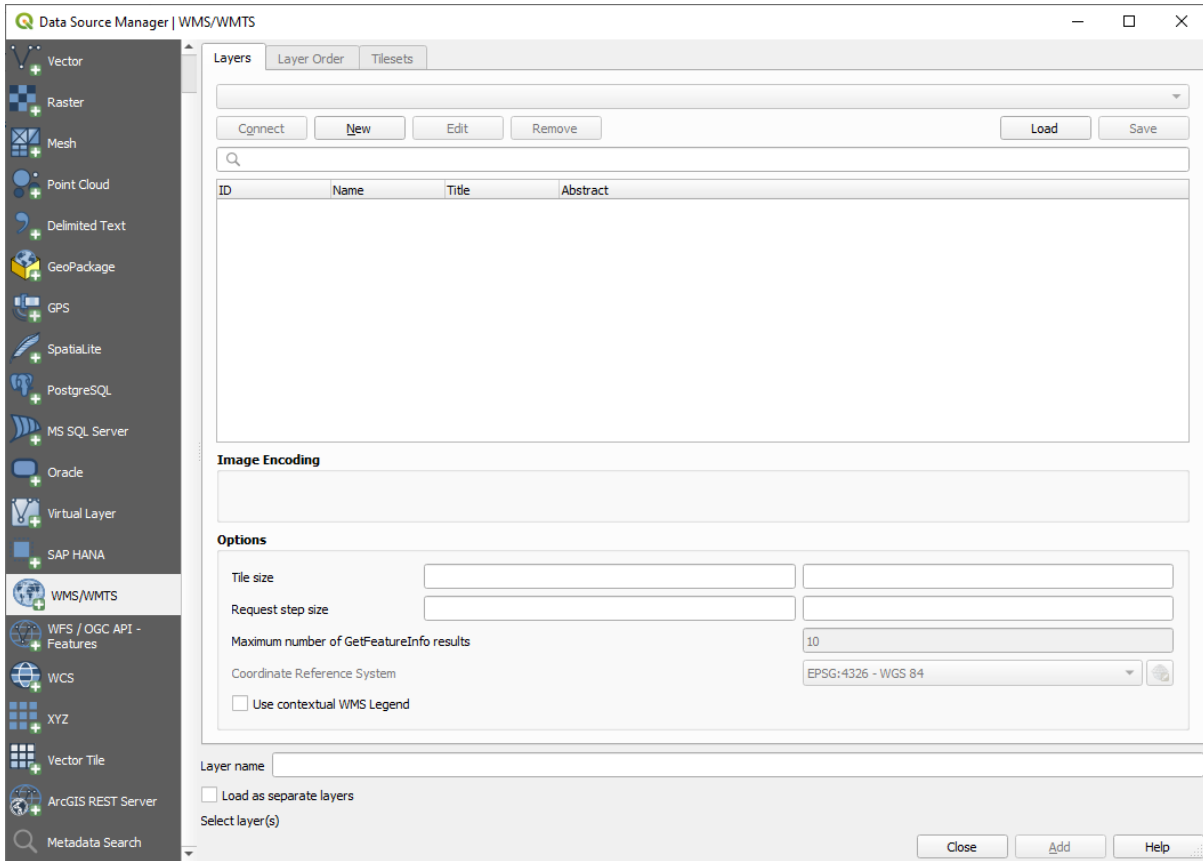 Data Source Manager | WMS/WMTS
Vector
Raster
Mesh
Point Cloud
Delimited Text
GeoPackage
GPS
SpatiaLite
PostgreSQL
MS SQL Server
Oracle
Virtual Layer
SAP HANA
WMS/WMTS
WFS / OGC API -
Features
WCS
XYZ
Vector Tile
ArcGIS REST Server
Metadata Search
Layers Layer Order Tilesets
Connect New Edit Remove Load Save
ID Name Title Abstract
Image Encoding
Options
Tile size
Request step size
Maximum number of GetFeatureInfo results 10
Coordinate Reference System EPSG:4326 - WGS 84
Use contextual WMS Legend
Layer name
Load as separate layers
Select layer(s)
Close Add Help